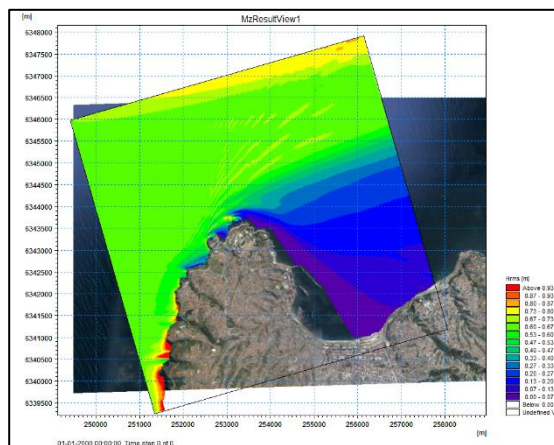 MzResultView1
[m]
6348000
6347500
6347000
6346500
6346000
6345500
6345000
6344500
6344000
6343500
6343000
6342500
6342000
6341500
6341000
6340500
6340000
6339500
250000 251000 252000 253000 254000 255000 256000 257000 258000
[m]
Hrms [m]
Above 0.93
0.87 - 0.93
0.80 - 0.87
0.73 - 0.80
0.67 - 0.73
0.60 - 0.67
0.53 - 0.60
0.47 - 0.53
0.40 - 0.47
0.33 - 0.40
0.27 - 0.33
0.20 - 0.27
0.13 - 0.20
0.07 - 0.13
0.00 - 0.07
Below 0.00
Undefined V
01-01-2008 00:00:00 Time step 0 of 0